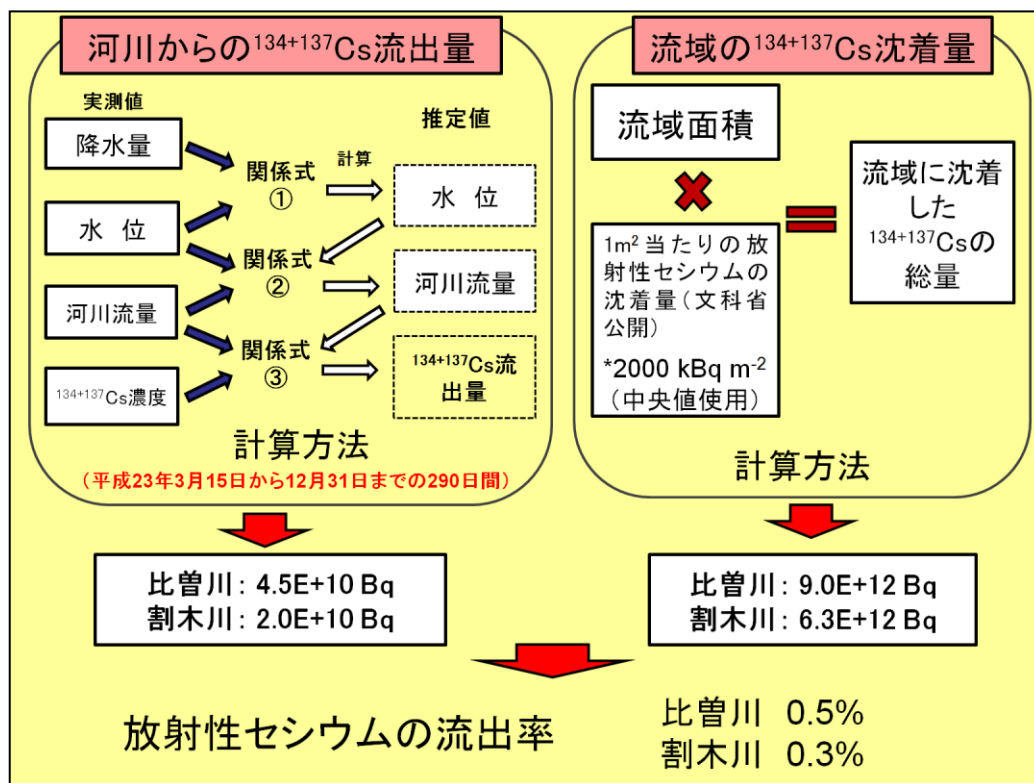 河川からの¹³⁴⁺¹³⁷Cs流出量
実測値
降水量
水　位
河川流量
¹³⁴⁺¹³⁷Cs濃度
関係式
①
関係式
②
関係式
③
計算
推定値
水　位
河川流量
¹³⁴⁺¹³⁷Cs流
出量
計算方法
（平成23年3月15日から12月31日までの290日間）
流域の¹³⁴⁺¹³⁷Cs沈着量
流域面積
1m²当たりの放
射性セシウムの
沈着量（文科省
公開）
*2000 kBq m⁻²
（中央値使用）
流域に沈着
した
¹³⁴⁺¹³⁷Csの
総量
計算方法
比曽川： 4.5E+10 Bq
割木川： 2.0E+10 Bq
比曽川： 9.0E+12 Bq
割木川： 6.3E+12 Bq
放射性セシウムの流出率
比曽川　0.5%
割木川　0.3%